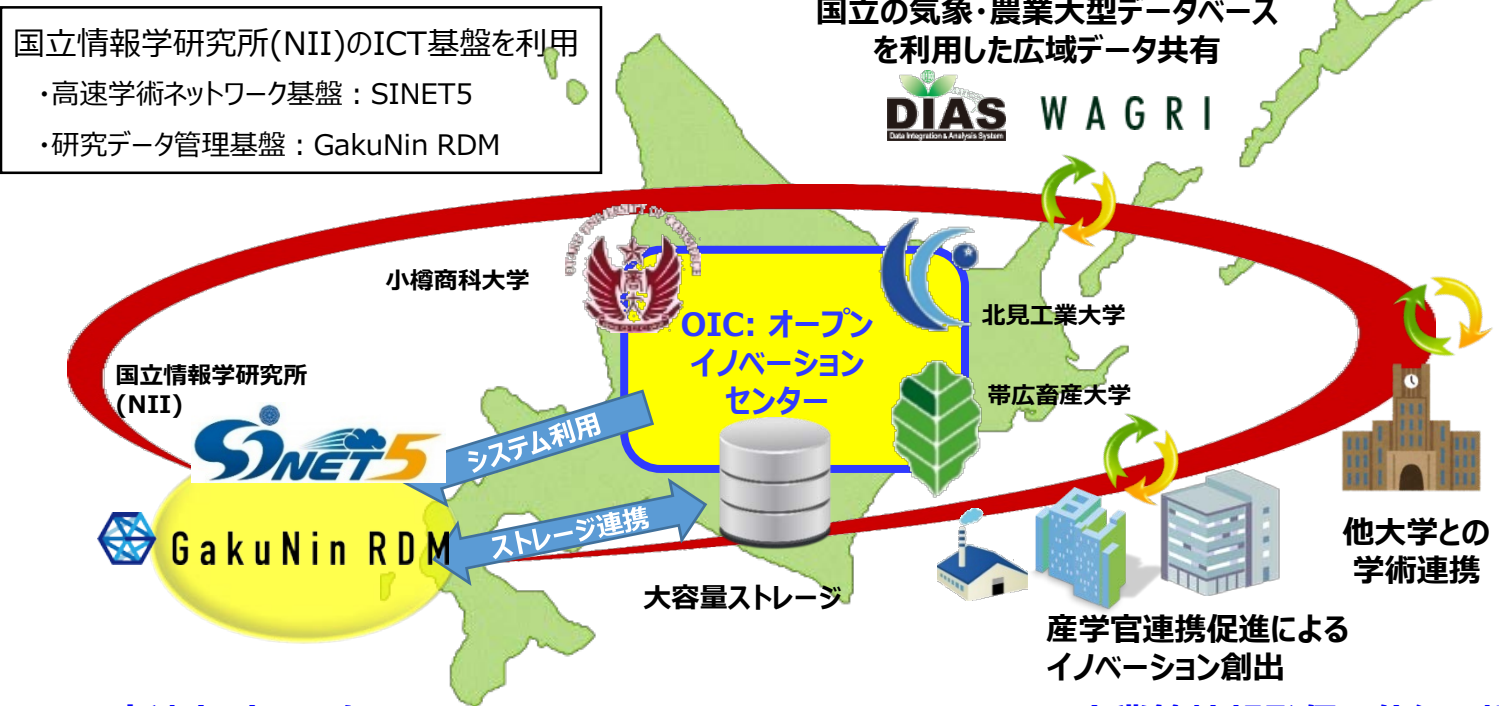 国立情報学研究所(NII)のICT基盤を利用
・高速学術ネットワーク基盤：SINET5
・研究データ管理基盤：GakuNin RDM
国立の気象・農業大型データベース
を利用した広域データ共有
DIAS
Data Integration & Analysis System
WAGRI
小樽商科大学
OTARU UNIVERSITY OF COMMERCE
商大
OIC: オープン
イノベーション
センター
北見工業大学
帯広畜産大学
国立情報学研究所
(NII)
SINET5
システム利用
GakuNin RDM
ストレージ連携
大容量ストレージ
他大学との
学術連携
産学官連携促進による
イノベーション創出